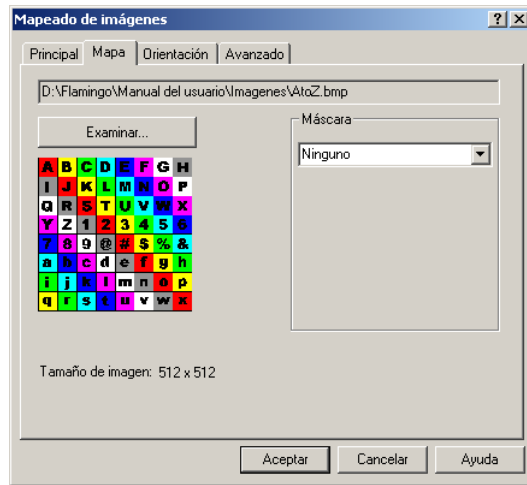 Mapeado de imágenes
Principal Mapa Orientación Avanzado
D:\Flamingo\Manual del usuario\Imagenes\AtoZ.bmp
Examinar...
Máscara
Ninguno
A B C D E F G H
I J K L M N O P
Q R S T U V W X
Y Z 1 2 3 4 5 6
7 8 9 @ # $ % &
a b c d e f g h
i j k l m n o p
q r s t u v w x
Tamaño de imagen: 512 x 512
Aceptar Cancelar Ayuda